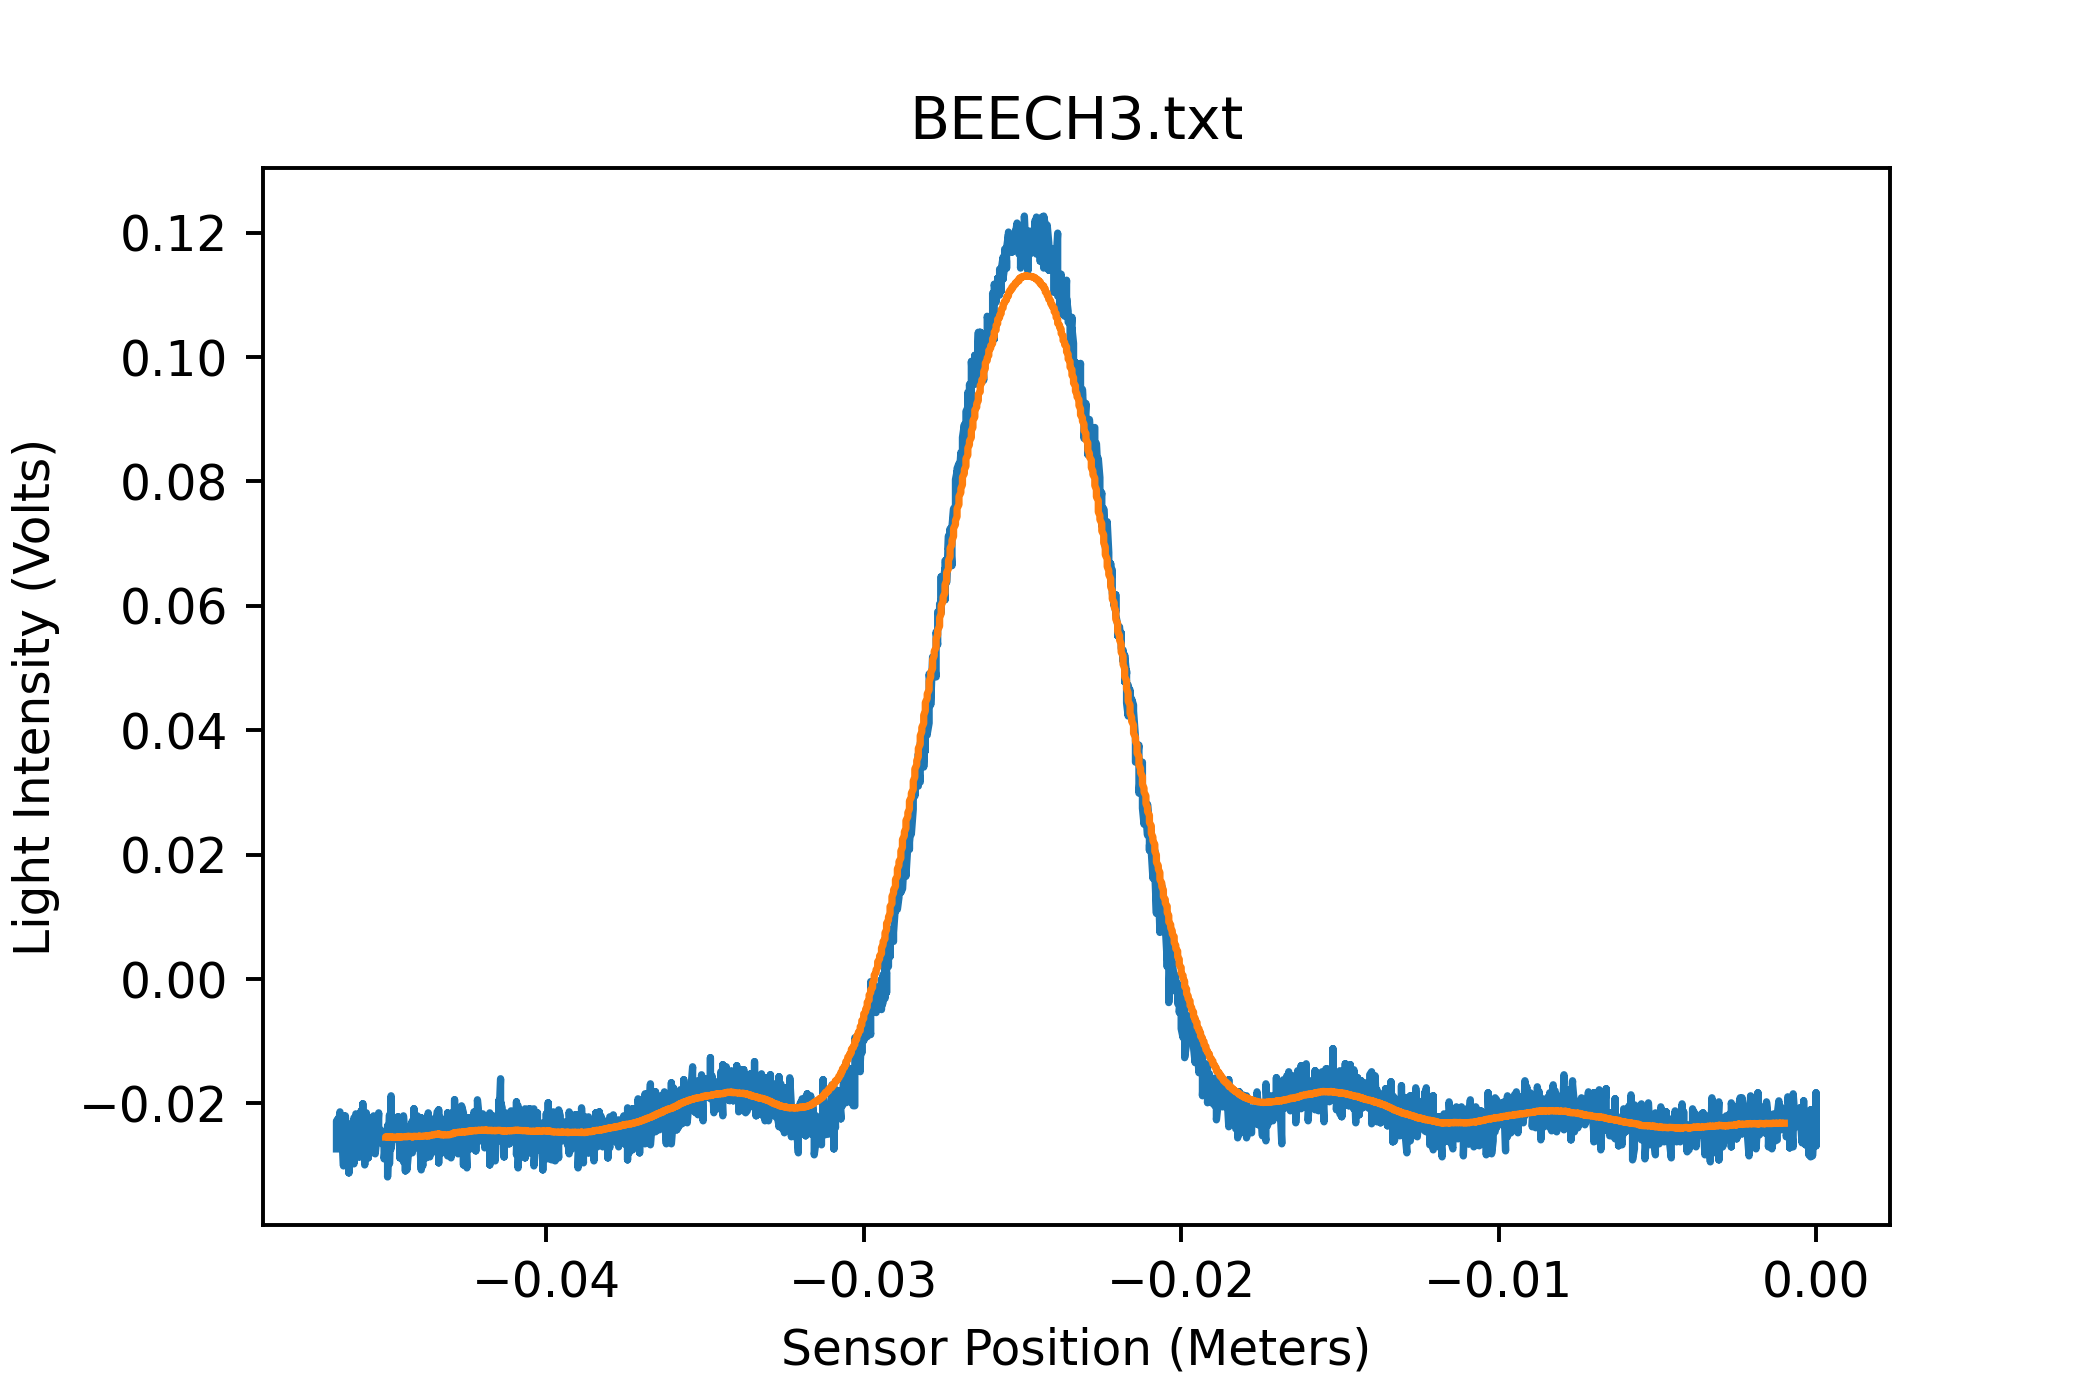 BEECH3.txt
0.12
0.10
0.08
0.06
0.04
0.02
0.00
−0.02
Light Intensity (Volts)
−0.04 −0.03 −0.02 −0.01 0.00
Sensor Position (Meters)